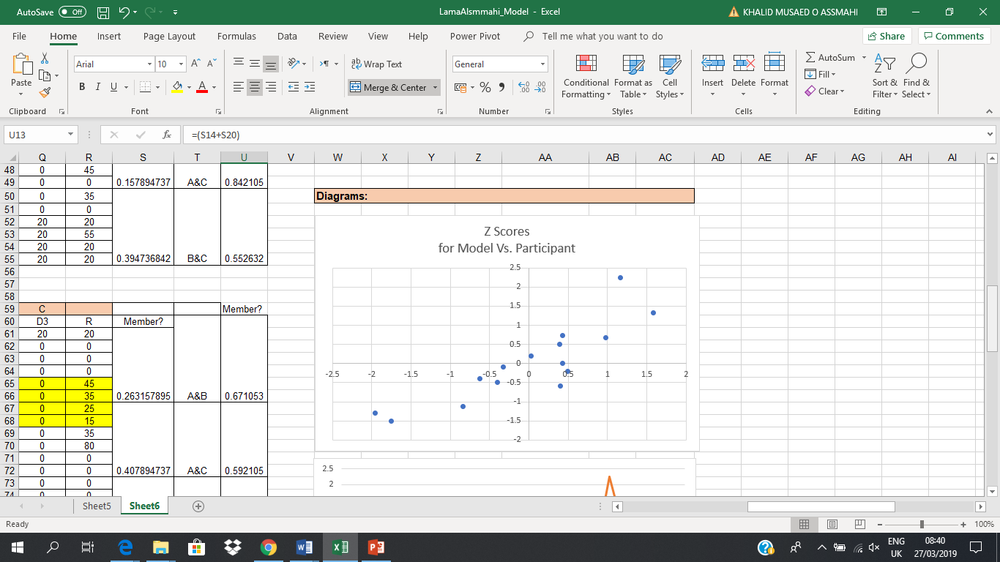 AutoSave Off LamaAlsmmahi_Model - Excel KHALID MUSAED O ASSMAHI
File Home Insert Page Layout Formulas Data Review View Help Power Pivot Tell me what you want to do Share Comments
Arial 10 Wrap Text General AutoSum
Paste B I U Merge & Center Conditional Formatting Format as Table Cell Styles Insert Delete Format Fill Sort & Filter Find & Select
Clear
Clipboard Font Alignment Number Styles Cells Editing
U13 fx =(S14+S20)
Q R S T U V W X Y Z AA AB AC AD AE AF AG AH AI
48 0 45
49 0 0 0.157894737 A&C 0.842105
50 0 35 Diagrams:
51 0 0
52 20 20
53 20 55
54 20 20
55 20 20 0.394736842 B&C 0.552632
56
57
58
59 C Member?
60 D3 R Member?
61 20 20
62 0 0
63 0 0
64 0 0
65 0 45
66 0 35 0.263157895 A&B 0.671053
67 0 25
68 0 15
69 0 35
70 0 80
71 0 0
72 0 0 0.407894737 A&C 0.592105
73 0 0
74 0 0
Z Scores
for Model Vs. Participant
2.5
2
1.5
1
0.5
0
-2.5 -2 -1.5 -1 -0.5 0 0.5 1 1.5 2
-0.5
-1
-1.5
-2
2.5
2
Sheet5 Sheet6
Ready 100%
ENG 08:40
UK 27/03/2019